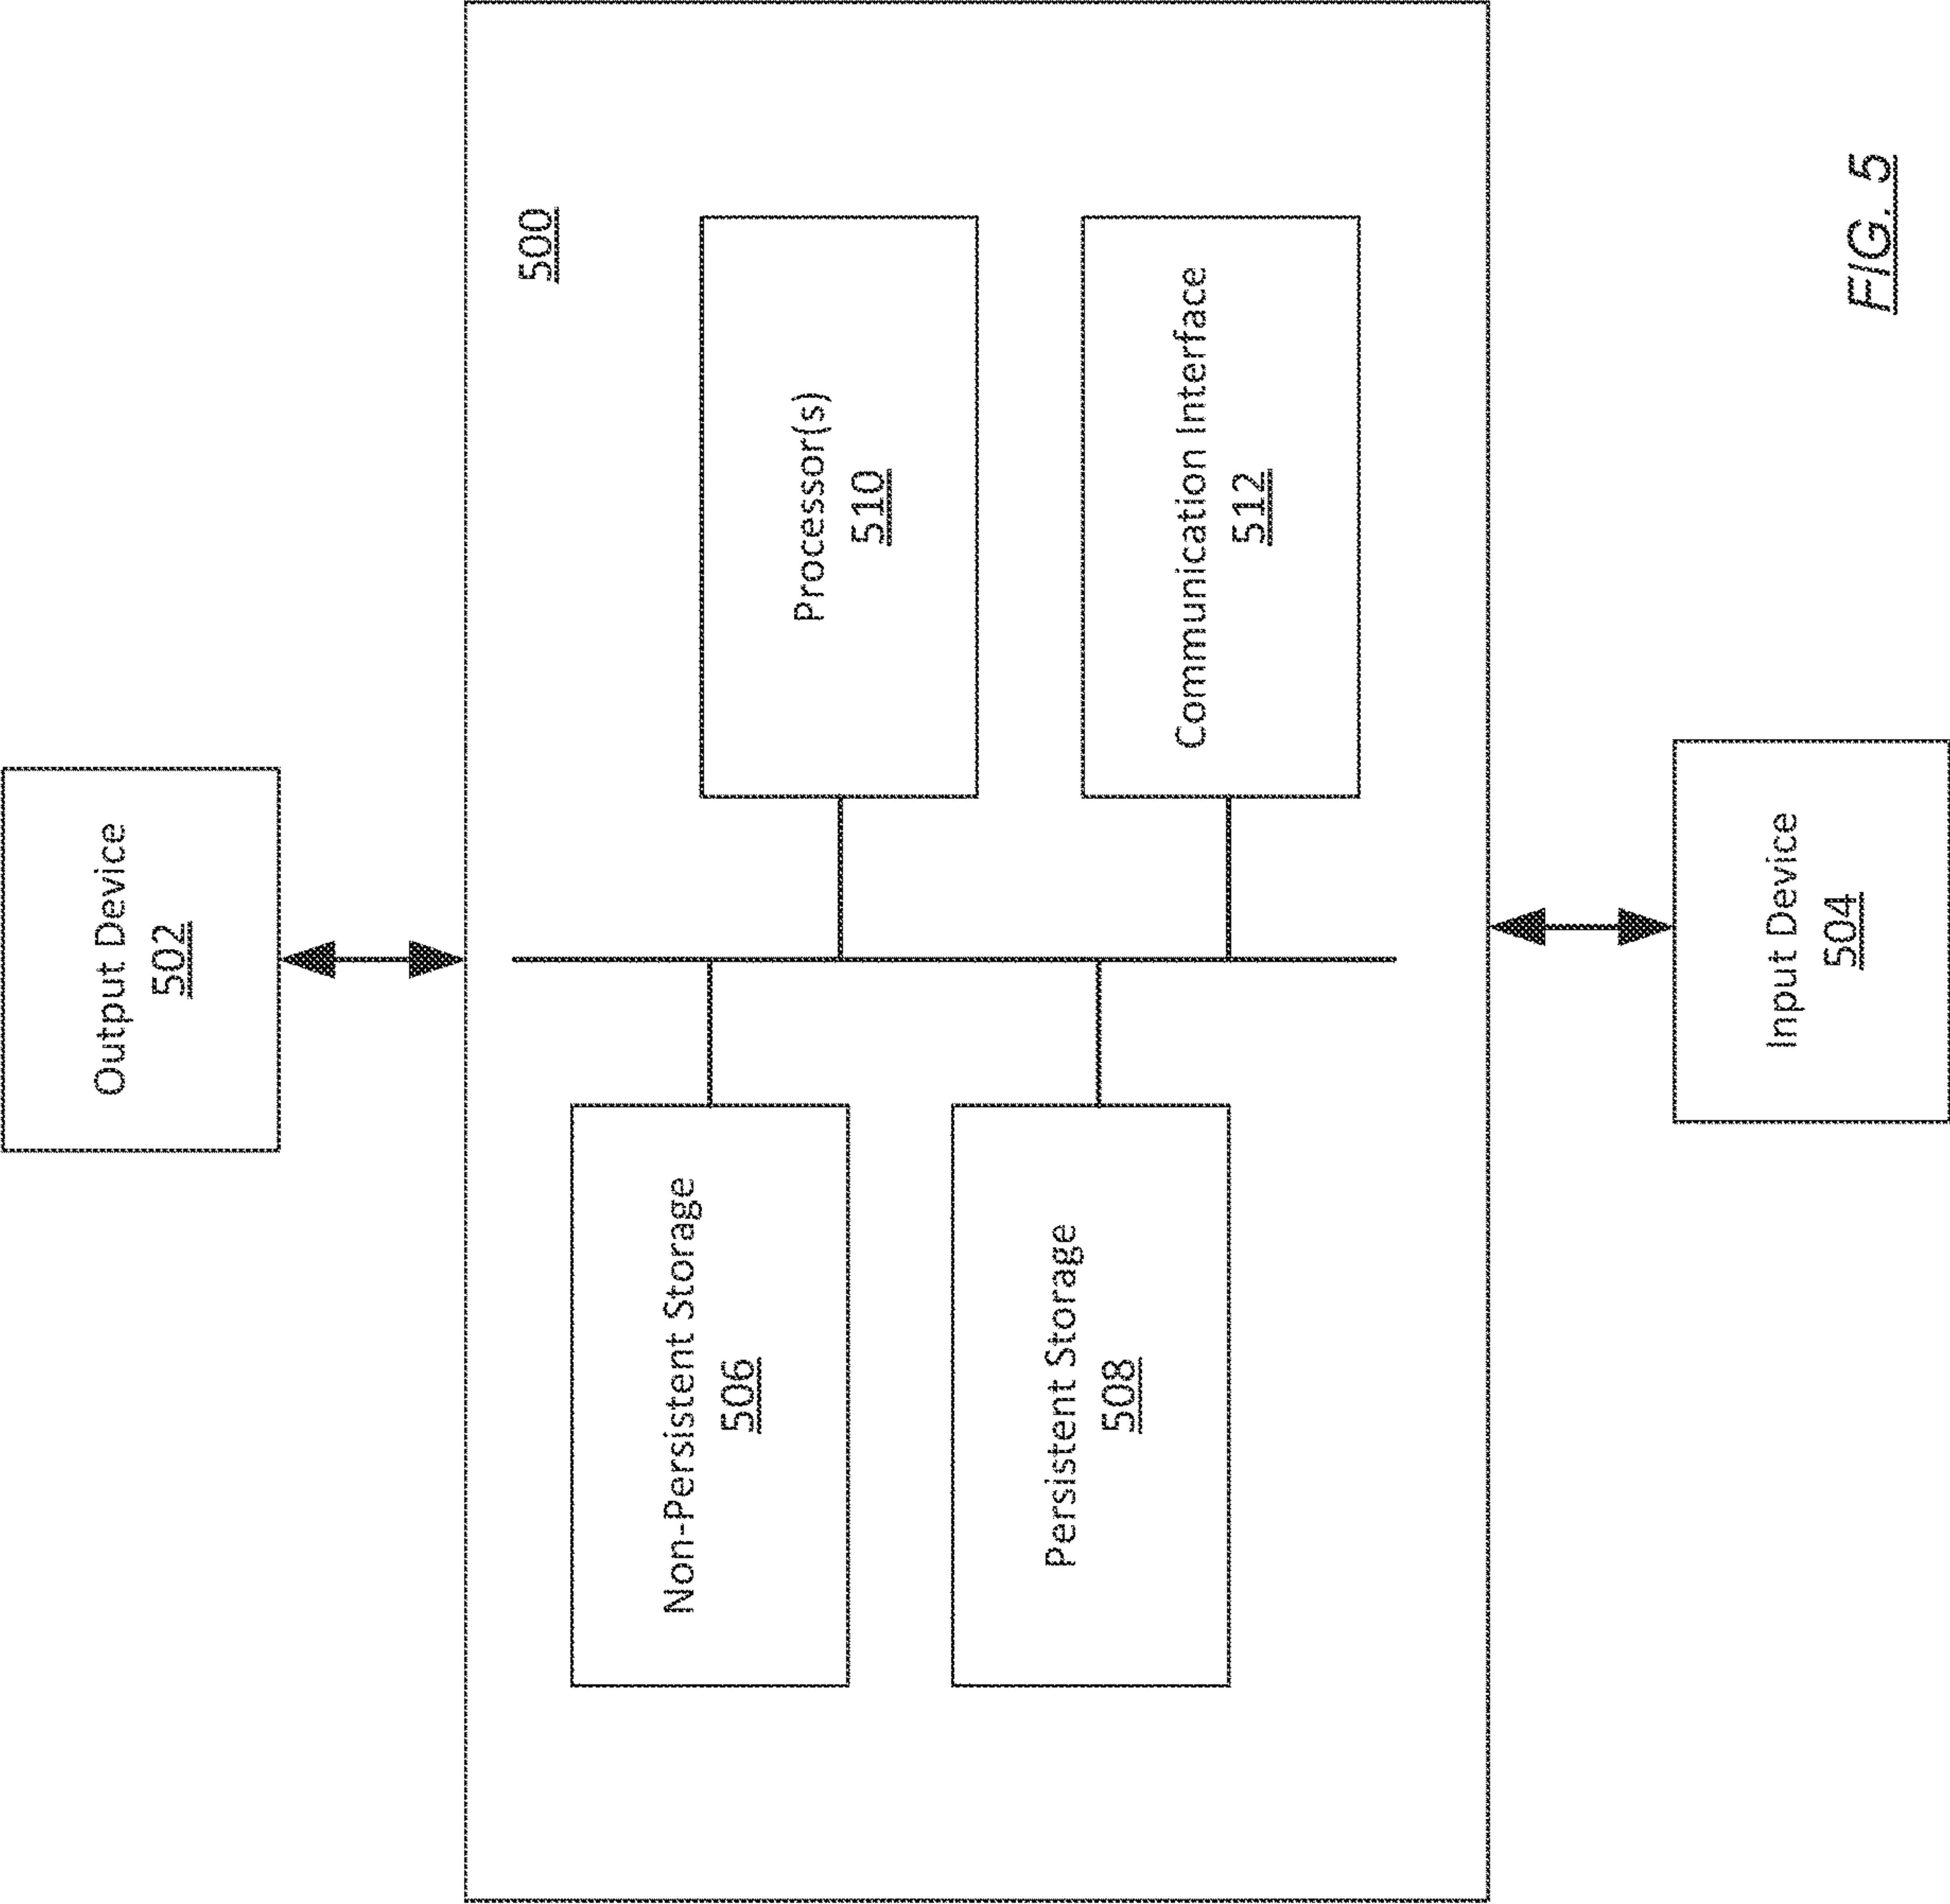 Output Device
502
500
Non-Persistent Storage
506
Processor(s)
510
Persistent Storage
508
Communication Interface
512
Input Device
504
FIG. 5